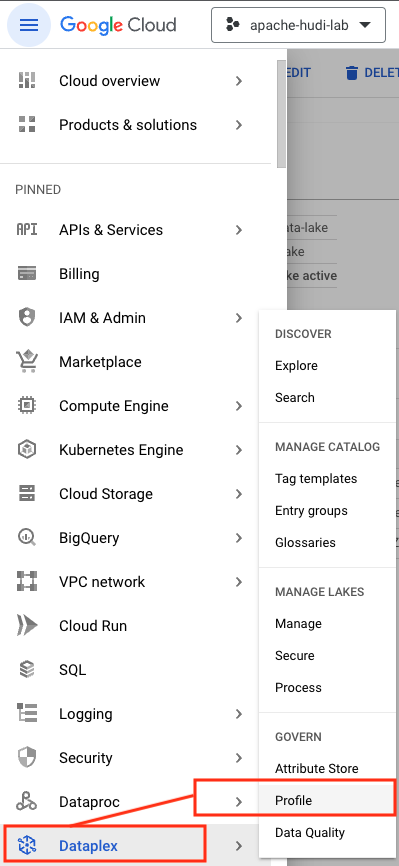 Google Cloud
apache-hudi-lab
EDIT
DELET
Cloud overview
Products & solutions
PINNED
API APIs & Services
Billing
IAM & Admin
Marketplace
Compute Engine
Kubernetes Engine
Cloud Storage
BigQuery
VPC network
Cloud Run
SQL
Logging
Security
Dataproc
Dataplex
ata-lake
ake
ke active
DISCOVER
Explore
Search
MANAGE CATALOG
Tag templates
Entry groups
Glossaries
MANAGE LAKES
Manage
Secure
Process
GOVERN
Attribute Store
Profile
Data Quality